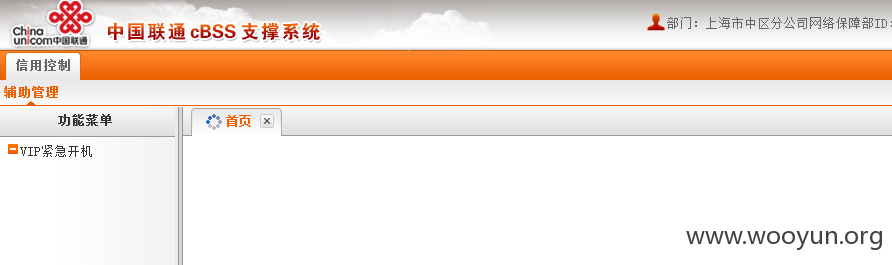 China
unicom中国联通
中国联通 cBSS 支撑系统
部门：上海市中区分公司网络保障部ID:
信用控制
辅助管理
功能菜单
首页
VIP紧急开机
www.wooyun.org